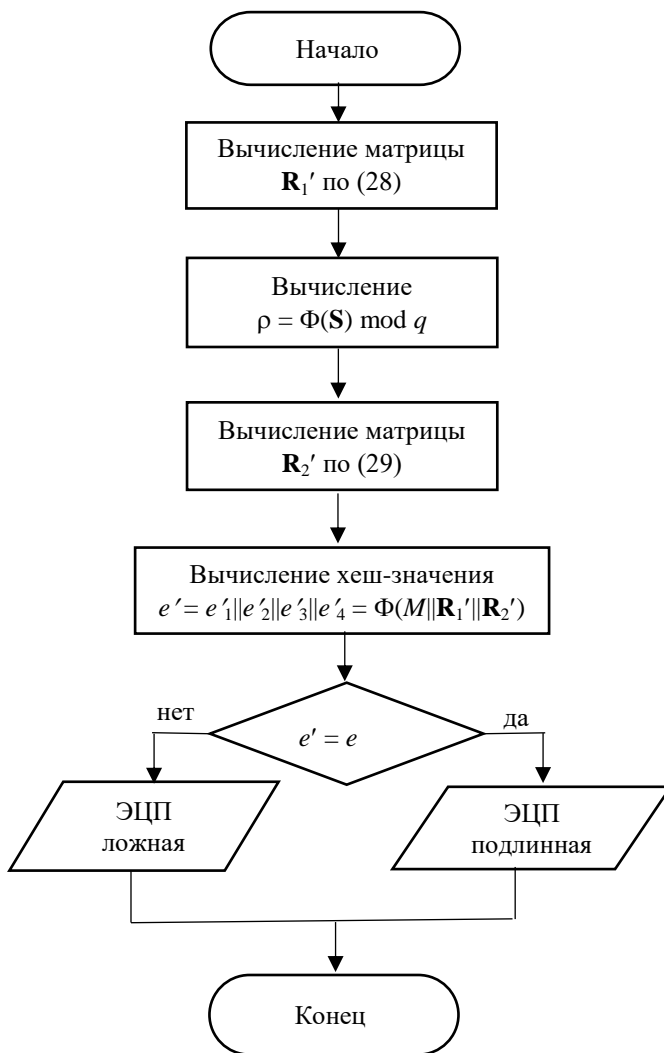 Начало
Вычисление матрицы
R₁′ по (28)
Вычисление
ρ = Φ(S) mod q
Вычисление матрицы
R₂′ по (29)
Вычисление хеш-значения
e′ = e′₁||e′₂||e′₃||e′₄ = Φ(M||R₁′||R₂′)
нет
да
e′ = e
ЭЦП
ложная
ЭЦП
подлинная
Конец